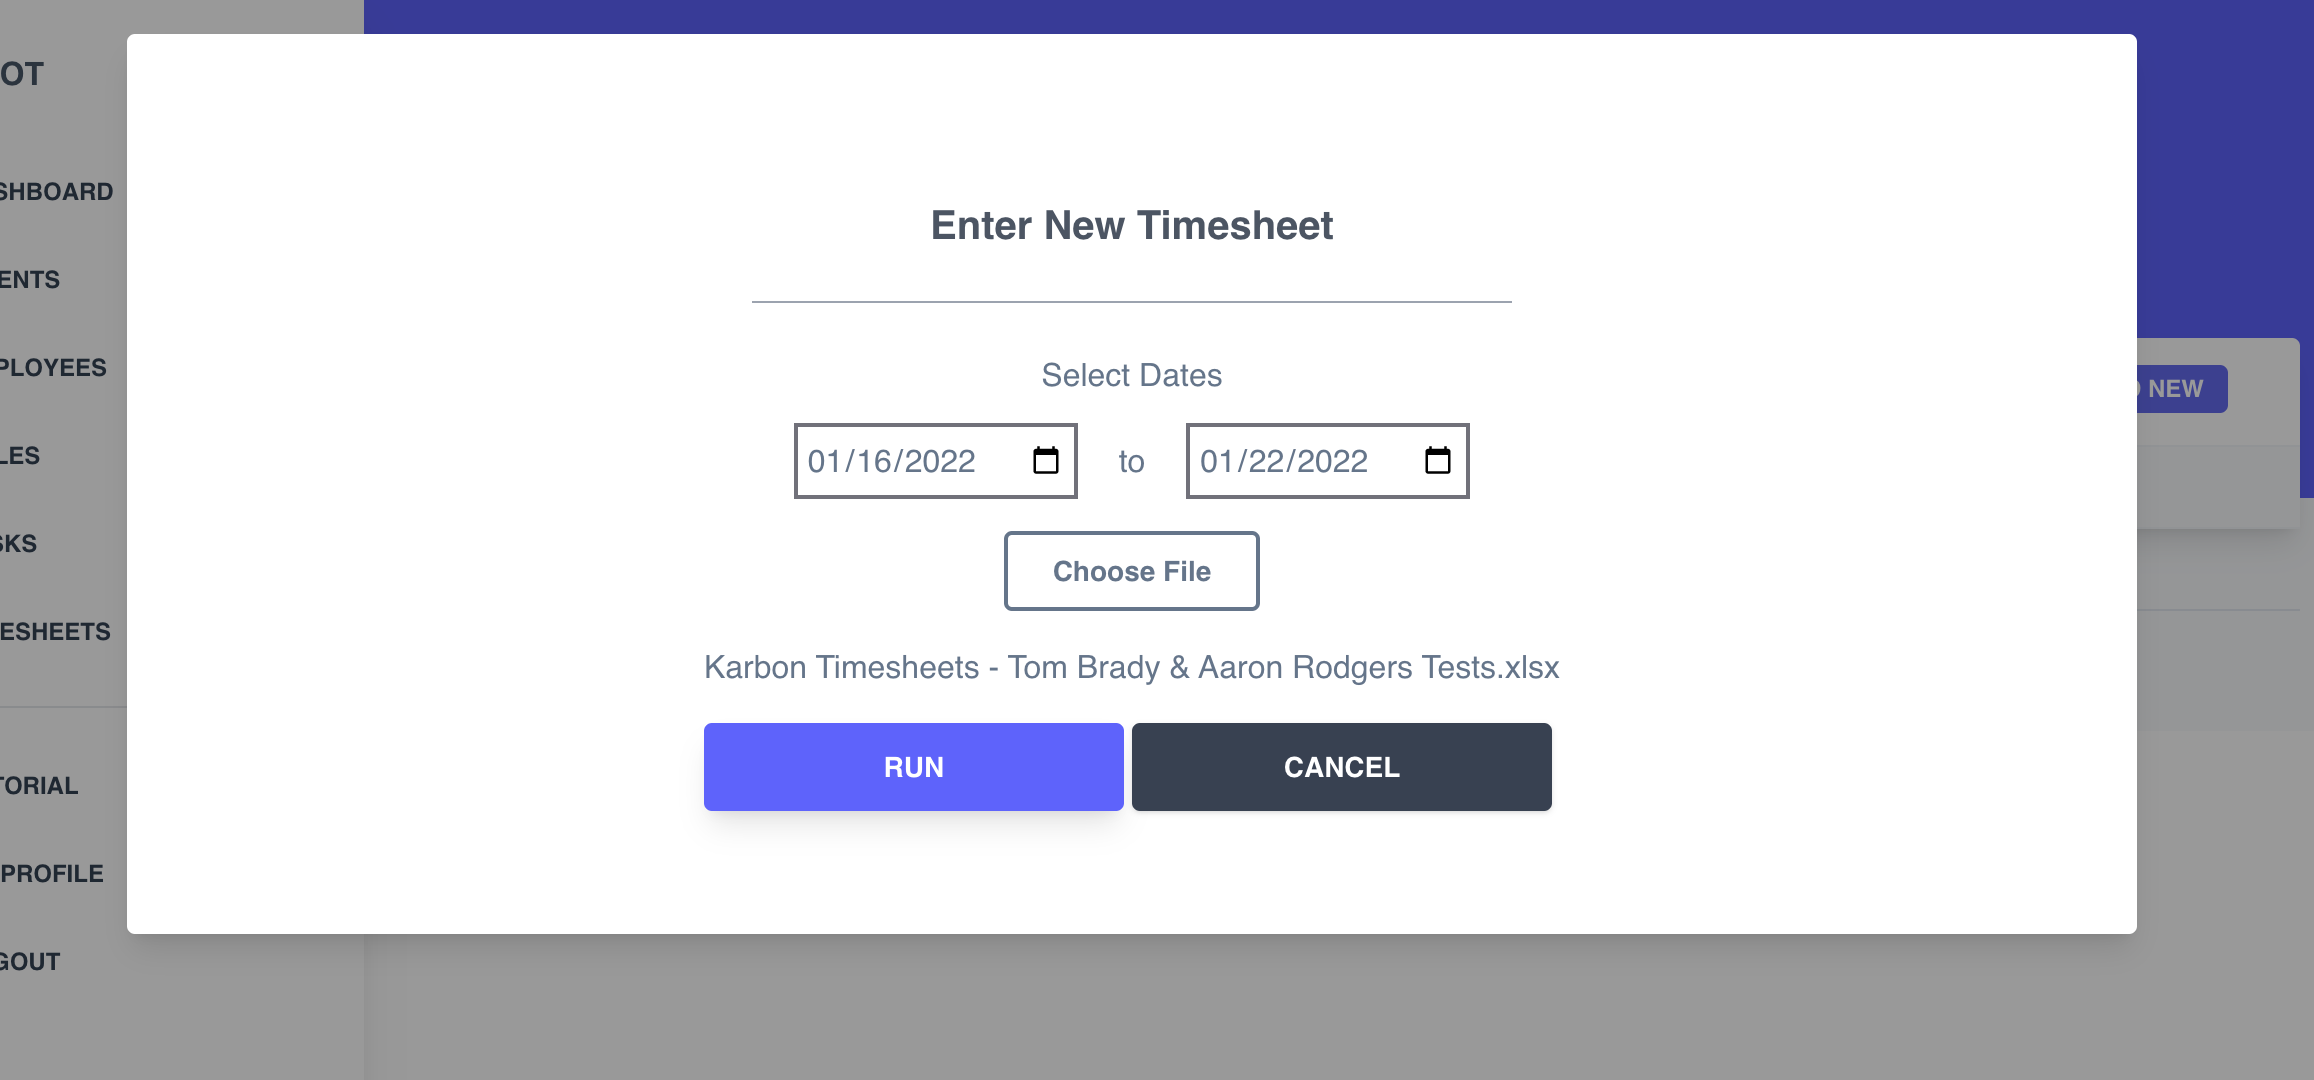 OT
SHBOARD
ENTS
PLOYEES
LES
SKS
ESHEETS
TORIAL
PROFILE
GOUT
Enter New Timesheet
Select Dates
01/16/2022 to 01/22/2022
Choose File
Karbon Timesheets - Tom Brady & Aaron Rodgers Tests.xlsx
RUN CANCEL
NEW